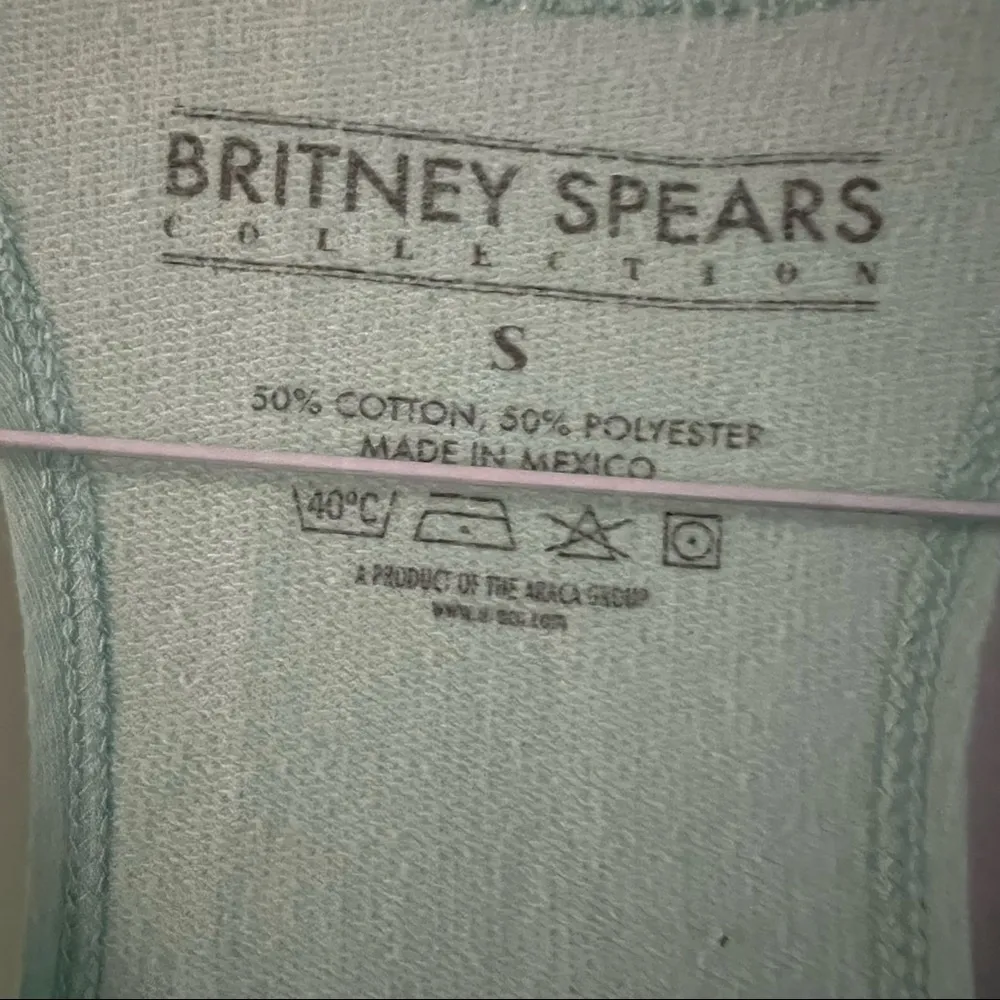 BRITNEY SPEARS
COLLECTION
S
50% COTTON, 50% POLYESTER
MADE IN MEXICO
40°C
A PRODUCT OF THE ARACA GROUP